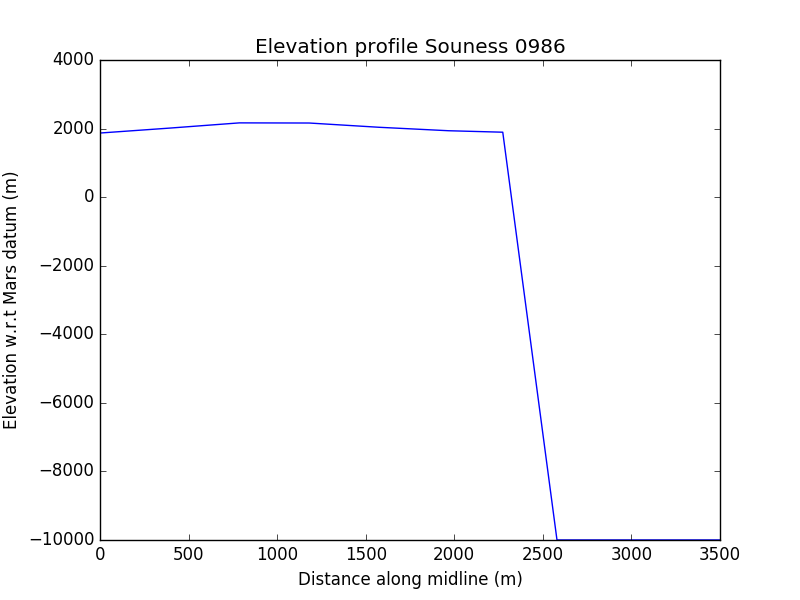 Elevation profile Souness 0986
4000
2000
0
−2000
−4000
−6000
−8000
−10000
Elevation w.r.t Mars datum (m)
0 500 1000 1500 2000 2500 3000 3500
Distance along midline (m)